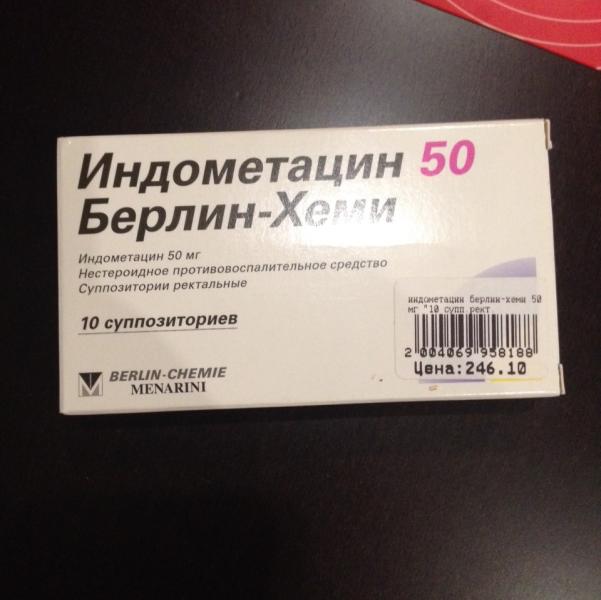 Индометацин 50
Берлин-Хеми
Индометацин 50 мг
Нестероидное противовоспалительное средство
Суппозитории ректальные
10 суппозиториев
BERLIN-CHEMIE
MENARINI
индометацин берлин-хеми 50
мг "10 супп.рект.
2 004069 958188
Цена:246.10